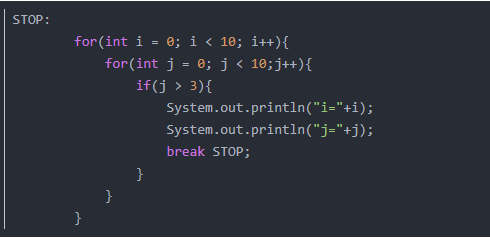 STOP:
        for(int i = 0; i < 10; i++){
            for(int j = 0; j < 10;j++){
                if(j > 3){
                    System.out.println("i="+i);
                    System.out.println("j="+j);
                    break STOP;
                }
            }
        }